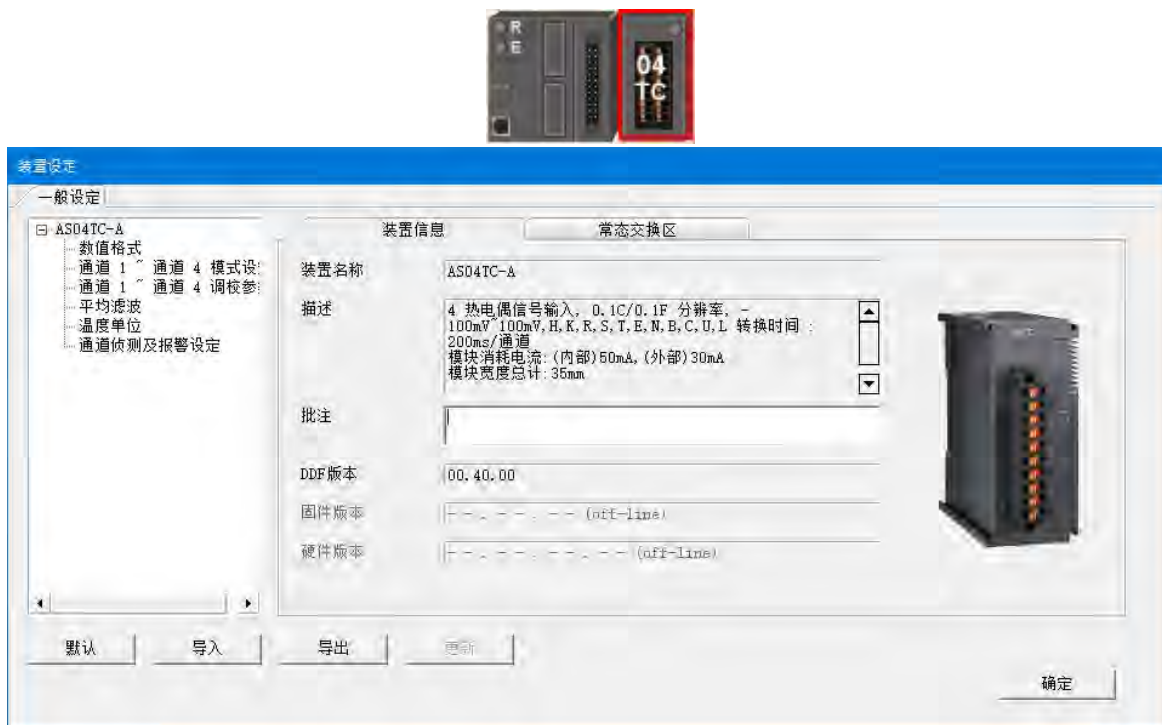 R
E
04
TC
装置设定
一般设定
AS04TC-A
数值格式
通道 1 ~ 通道 4 模式设
通道 1 ~ 通道 4 调校参
平均滤波
温度单位
通道侦测及报警设定
装置信息
常态交换区
装置名称
AS04TC-A
描述
4 热电偶信号输入, 0.1C/0.1F 分辨率, -
100mV~100mV,H,K,R,S,T,E,N,B,C,U,L 转换时间 :
200ms/通道
模块消耗电流:(内部)50mA,(外部)30mA
模块宽度总计:35mm
批注
DDF版本
00.40.00
固件版本
--.--.-- (off-line)
硬件版本
--.--.--.-- (off-line)
默认
导入
导出
更新
确定